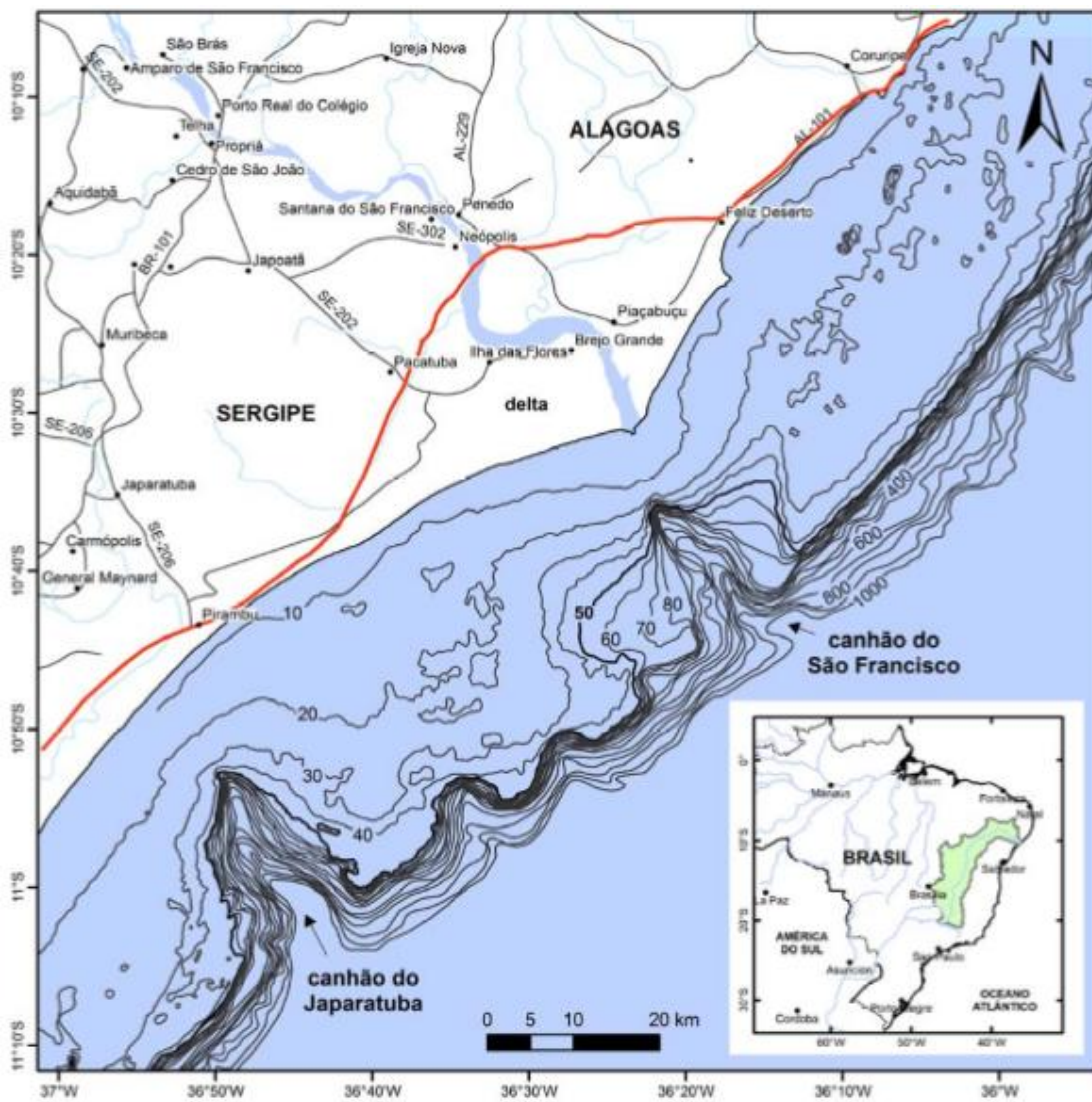 São Brás
Igreja Nova
Coruripe
N
SE-202
Amparo de São Francisco
10°10'S
Porto Real do Colégio
AL-229
ALAGOAS
AL-101
Telha
Propriá
Cedro de São João
Aquidabã
Santana do São Francisco
Penedo
Feliz Deserto
SE-302
Neópolis
10°20'S
BR-101
Japoatã
SE-202
Piaçabuçu
Muribeca
Ilha das Flores
Brejo Grande
Pacatuba
SERGIPE
delta
10°30'S
SE-206
400
Japaratuba
600
Carmópolis
SE-206
10°40'S
General Maynard
800
1000
Pirambu
10
50
80
60
70
canhão do
São Francisco
20
10°50'S
30
40
11°S
canhão do
Japaratuba
0 5 10 20 km
11°10'S
37°W
36°50'W
36°40'W
36°30'W
36°20'W
36°10'W
36°W
0°
Belem
Manaus
Fortaleza
Natal
10°S
BRASIL
Salvador
La Paz
Brasília
20°S
AMÉRICA
DO SUL
Sao Paulo
Asuncion
OCEANO
ATLÂNTICO
Porto Alegre
30°S
Cordoba
60°W
50°W
40°W